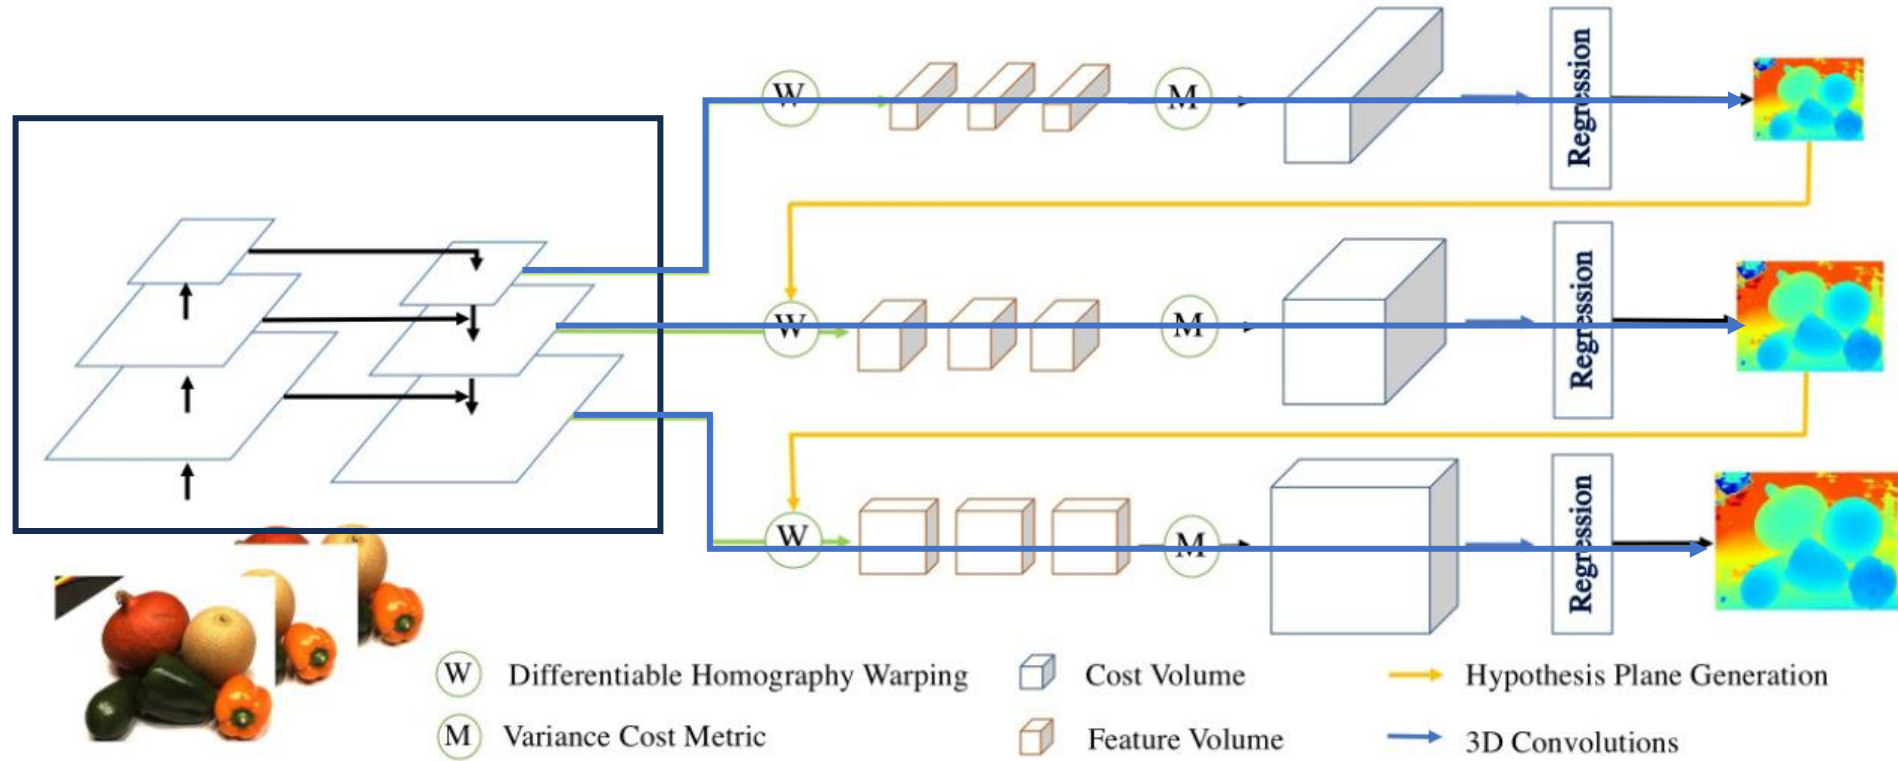 W
M
Regression
W
M
Regression
W
M
Regression
W Differentiable Homography Warping
Cost Volume
Hypothesis Plane Generation
M Variance Cost Metric
Feature Volume
3D Convolutions